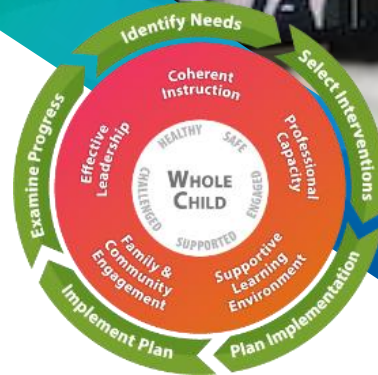 Identify Needs
Select Interventions
Plan Implementation
Implement Plan
Examine Progress
Coherent
Instruction
Professional
Capacity
Supportive
Learning
Environment
Family &
Community
Engagement
Effective
Leadership
HEALTHY
SAFE
ENGAGED
SUPPORTED
CHALLENGED
WHOLE
CHILD